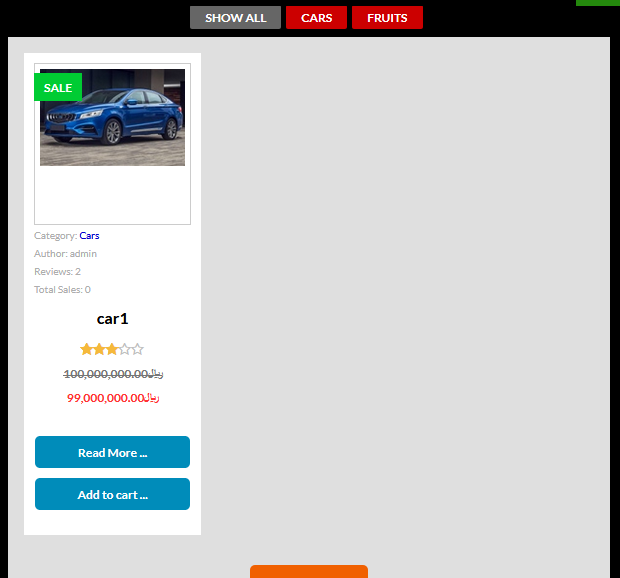 SHOW ALL
CARS
FRUITS
SALE
Category: Cars
Author: admin
Reviews: 2
Total Sales: 0
car1
100,000,000.00﷼
99,000,000.00﷼
Read More ...
Add to cart ...